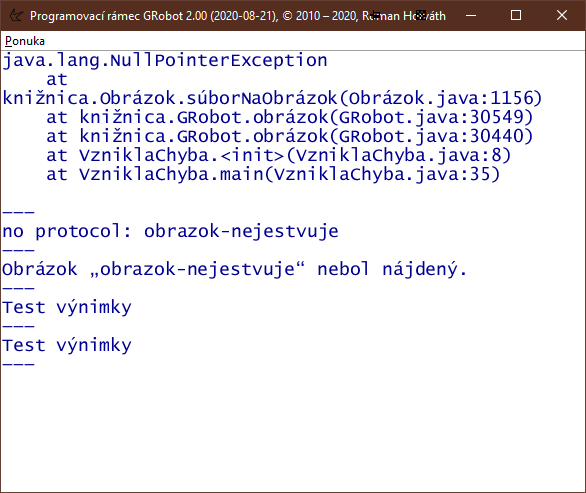 Programovací rámec GRobot 2.00 (2020-08-21), © 2010 – 2020, Roman Horváth
Ponuka
java.lang.NullPointerException
at
knižnica.Obrázok.súborNaObrázok(Obrázok.java:1156)
at knižnica.GRobot.obrázok(GRobot.java:30549)
at knižnica.GRobot.obrázok(GRobot.java:30440)
at VzniklaChyba.<init>(VzniklaChyba.java:8)
at VzniklaChyba.main(VzniklaChyba.java:35)
———
no protocol: obrazok-nejestvuje
———
Obrázok „obrazok-nejestvuje“ nebol nájdený.
———
Test výnimky
———
Test výnimky
———